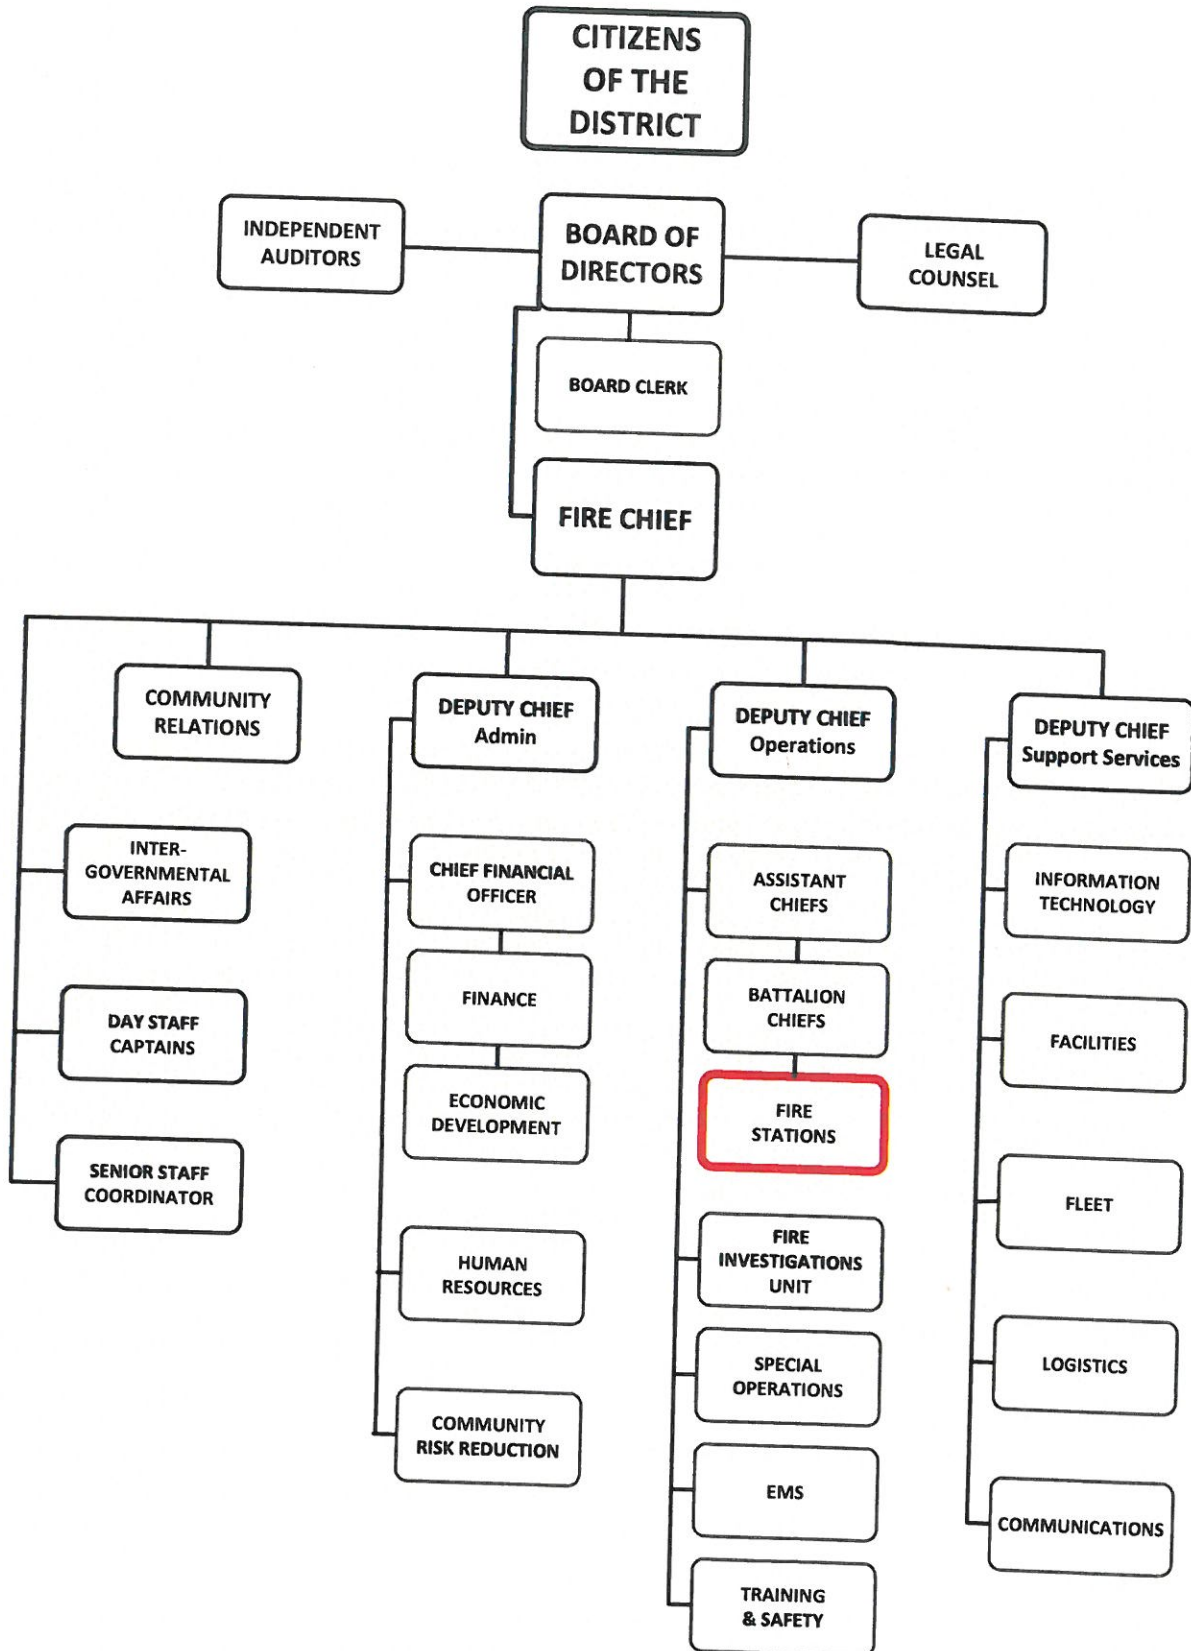 CITIZENS
OF THE
DISTRICT
INDEPENDENT
AUDITORS
BOARD OF
DIRECTORS
LEGAL
COUNSEL
BOARD CLERK
FIRE CHIEF
COMMUNITY
RELATIONS
DEPUTY CHIEF
Admin
DEPUTY CHIEF
Operations
DEPUTY CHIEF
Support Services
INTER-
GOVERNMENTAL
AFFAIRS
DAY STAFF
CAPTAINS
SENIOR STAFF
COORDINATOR
CHIEF FINANCIAL
OFFICER
FINANCE
ECONOMIC
DEVELOPMENT
HUMAN
RESOURCES
COMMUNITY
RISK REDUCTION
ASSISTANT
CHIEFS
BATTALION
CHIEFS
FIRE
STATIONS
FIRE
INVESTIGATIONS
UNIT
SPECIAL
OPERATIONS
EMS
TRAINING
& SAFETY
INFORMATION
TECHNOLOGY
FACILITIES
FLEET
LOGISTICS
COMMUNICATIONS